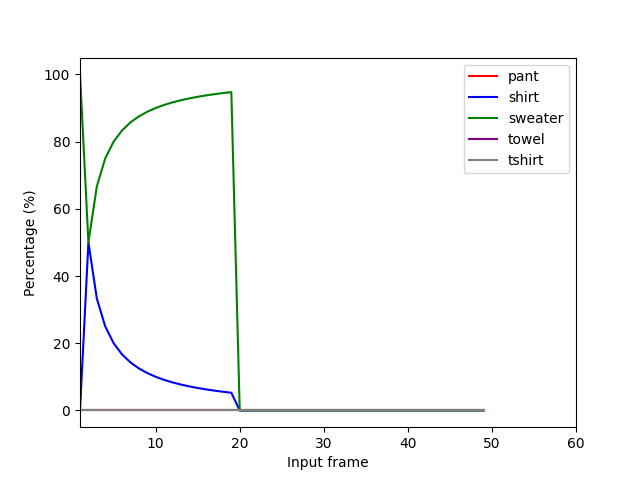 100
80
60
40
20
0
Percentage (%)
pant
shirt
sweater
towel
tshirt
10 20 30 40 50 60
Input frame